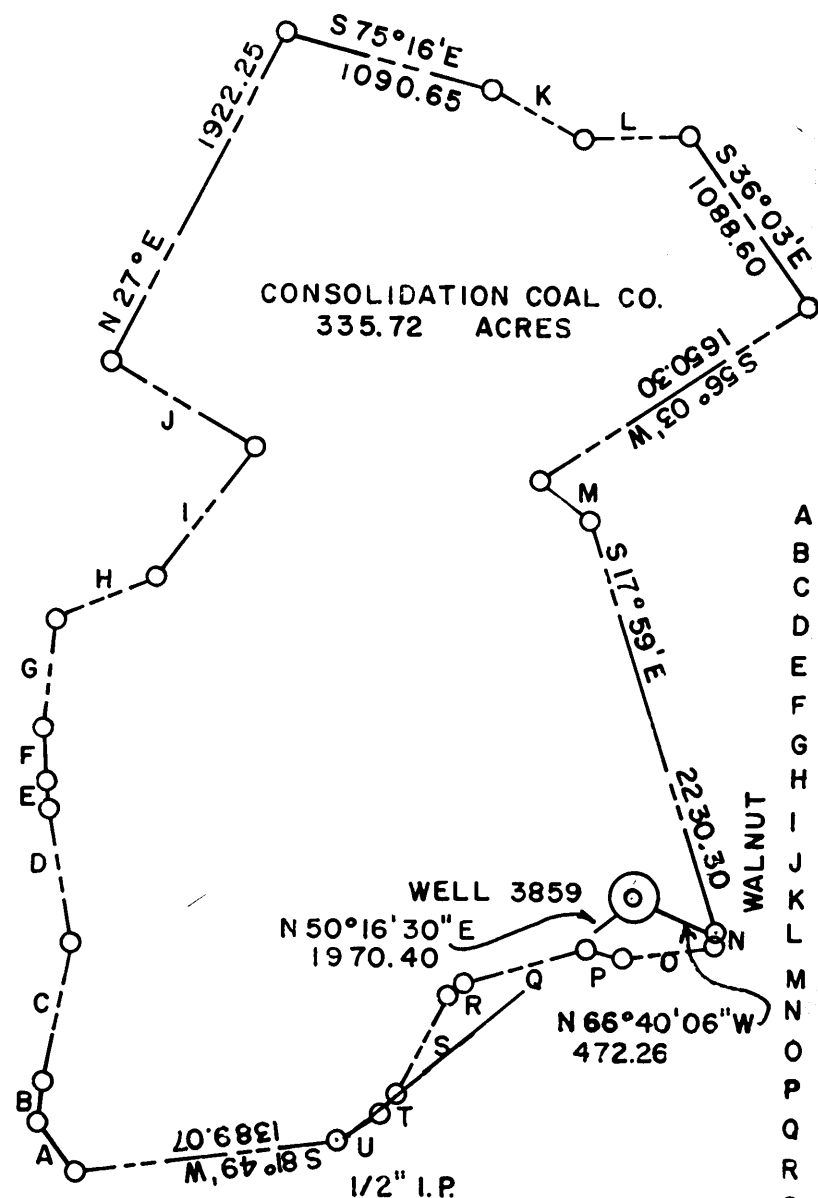 S 75°16'E
1090.65
K
L
1922.25
N 27° E
S 36°03'E
1088.60
CONSOLIDATION COAL CO.
335.72 ACRES
1650.30
S 56° 03' W
J
I
M
H
S 17° 59' E
2230.30
G
F
E
D
C
B
A
WALNUT
WELL 3859
N 50°16'30" E
1970.40
N
O
P
Q
R
S
T
U
N 66°40'06" W
472.26
1389.07
S 81°49' W
1/2" I.P.
A
B
C
D
E
F
G
H
I
J
K
L
M
N
O
P
Q
R